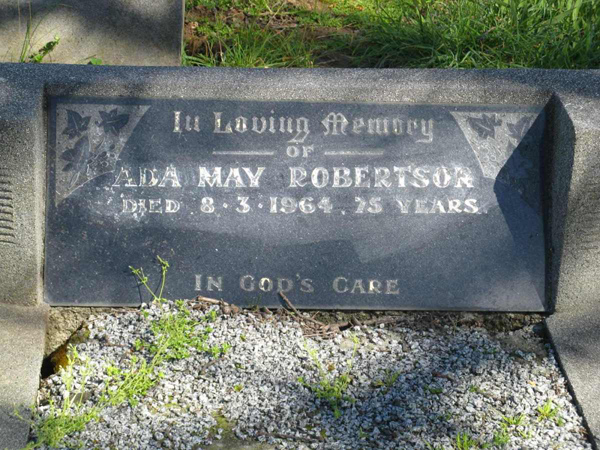 In Loving Memory
OF
ADA MAY ROBERTSON
DIED 8·3·1964 75 YEARS
IN GOD'S CARE